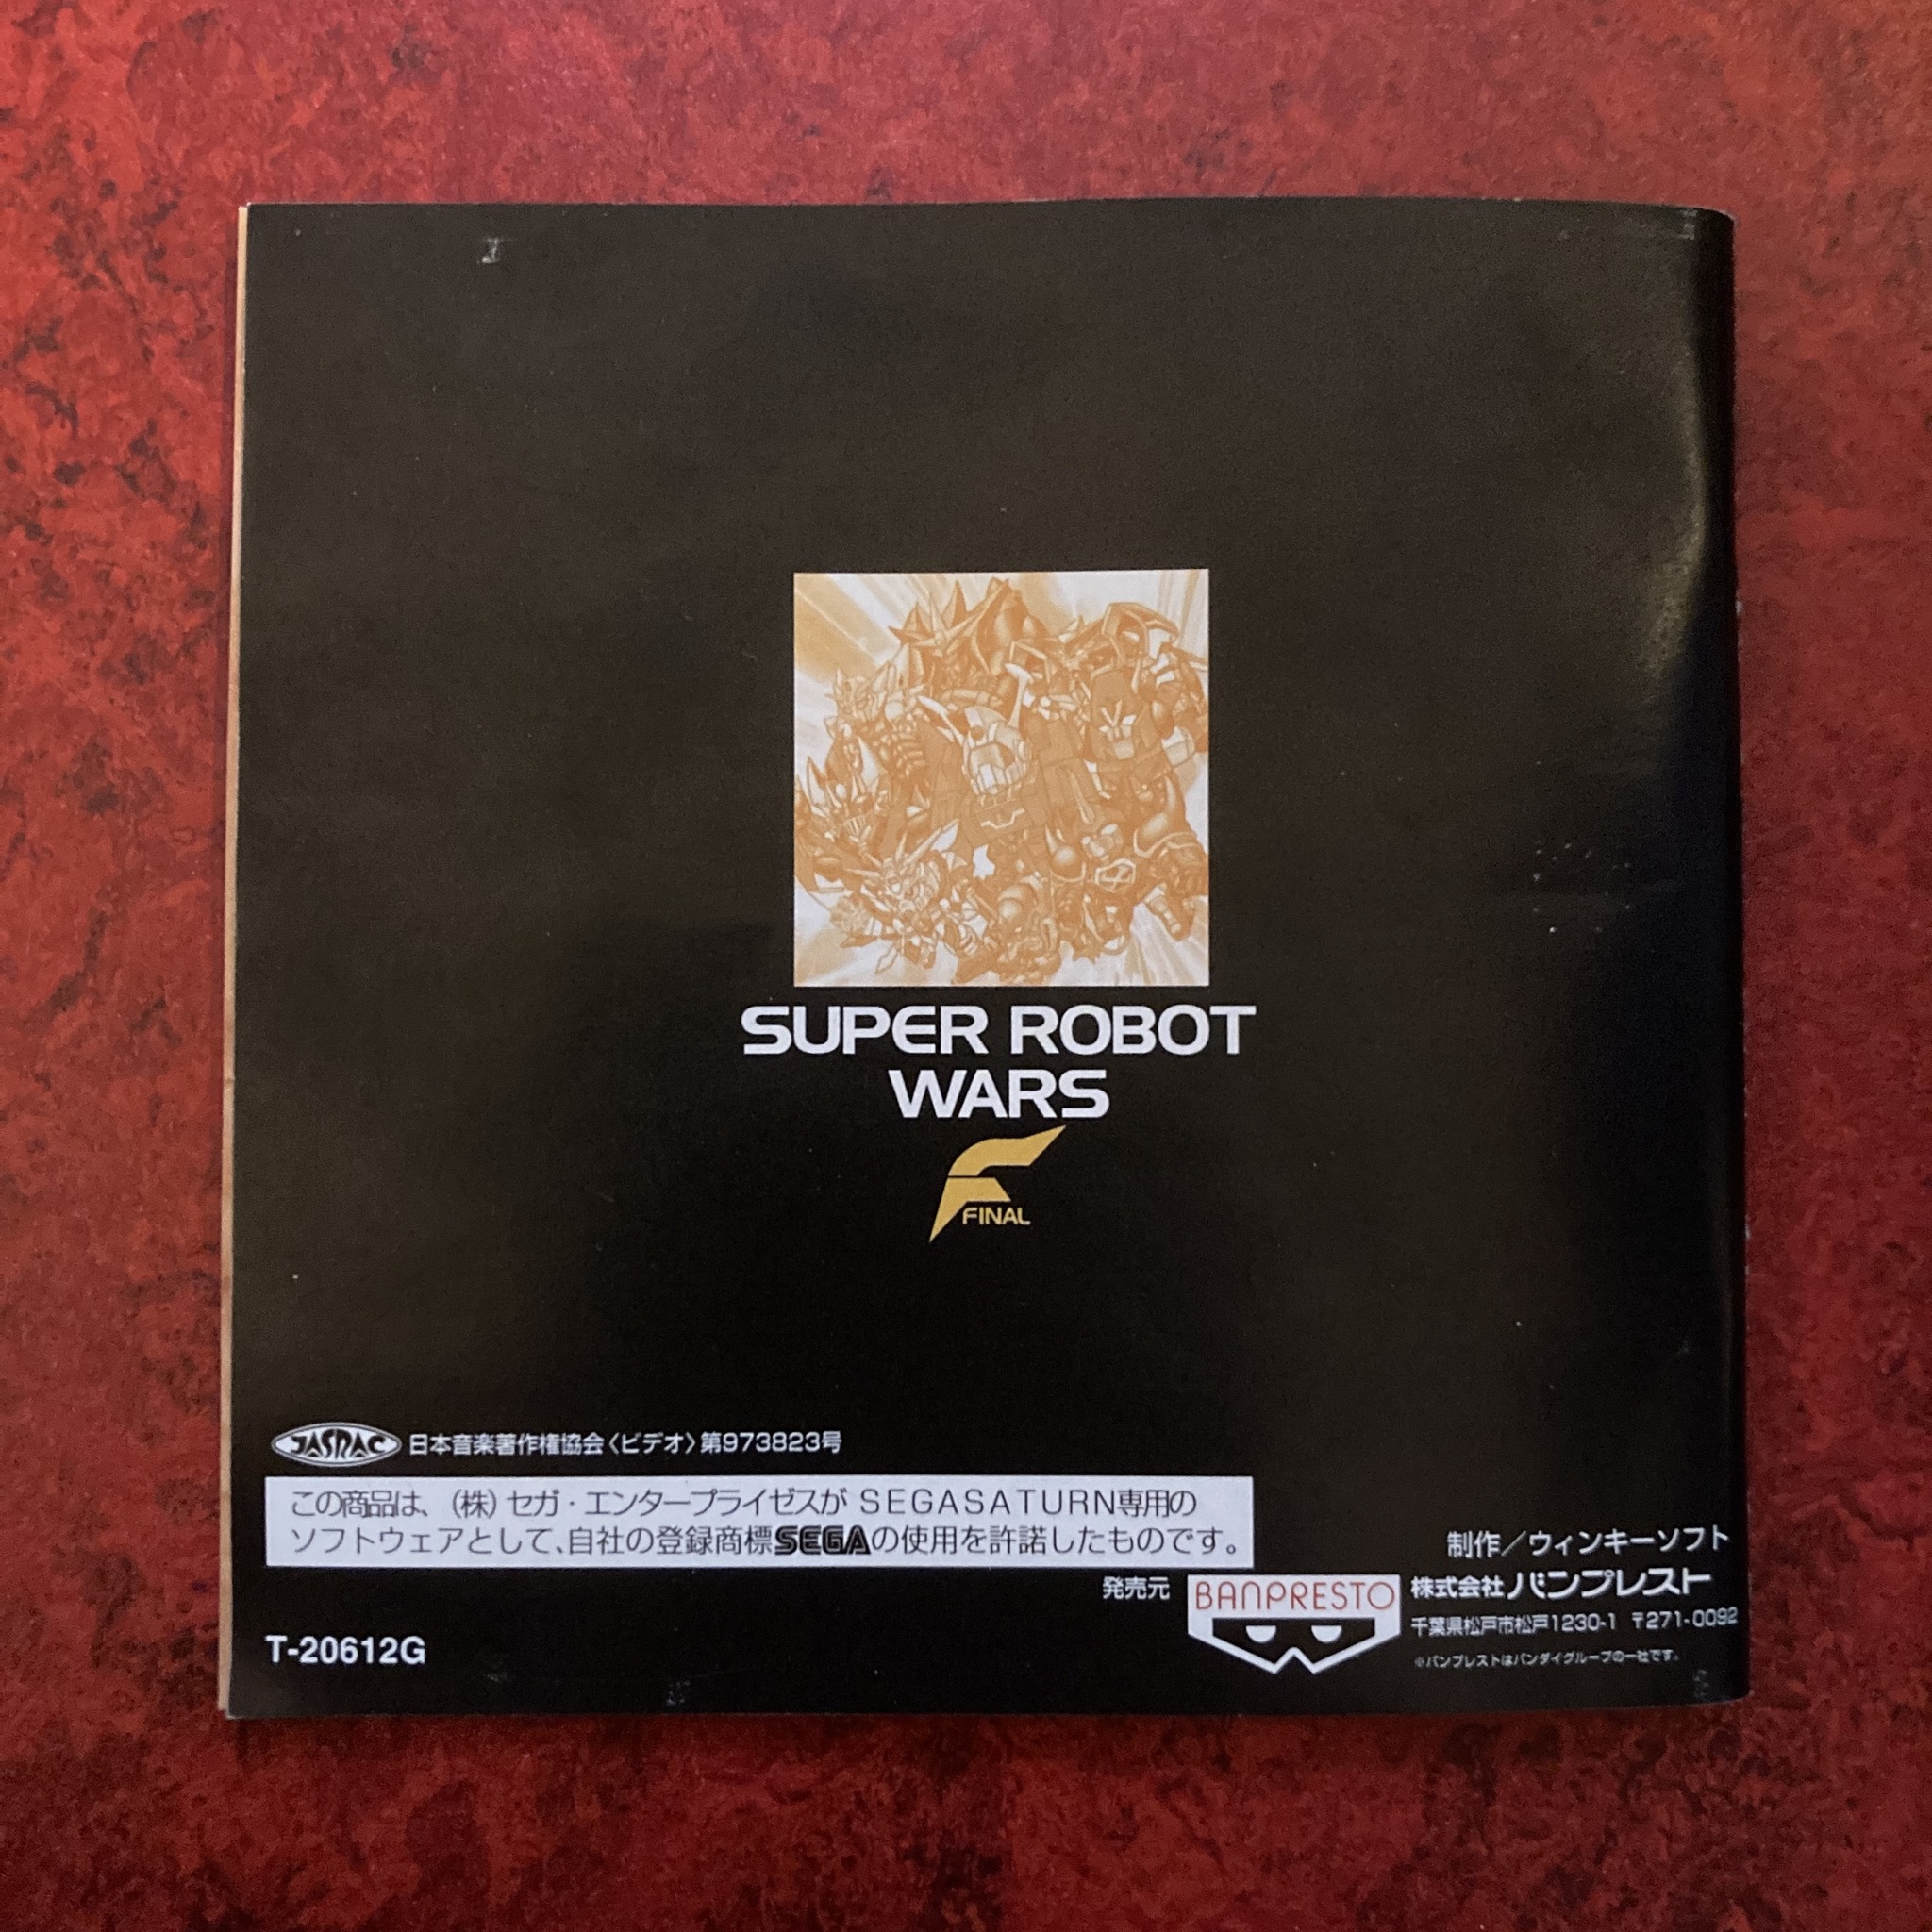 SUPER ROBOT
WARS
F
FINAL
JASRAC 日本音楽著作権協会〈ビデオ〉第973823号
この商品は、(株)セガ・エンタープライゼスがSEGASATURN専用の
ソフトウェアとして、自社の登録商標SEGAの使用を許諾したものです。
制作／ウィンキーソフト
発売元 BANPRESTO 株式会社バンプレスト
千葉県松戸市松戸1230-1 〒271-0092
※バンプレストはバンダイグループの一社です。
T-20612G